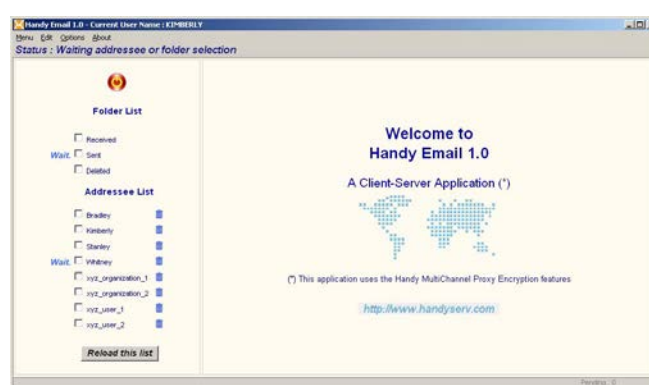 Handy Email 1.0 - Current User Name : KIMBERLY
Menu Edit Options About
Status : Waiting addressee or folder selection
Folder List
Received
Wait. Sent
Deleted
Addressee List
Bradley
Kimberly
Stanley
Wait. Whitney
xyz_organization_1
xyz_organization_2
xyz_user_1
xyz_user_2
Reload this list
Welcome to
Handy Email 1.0
A Client-Server Application (*)
(*) This application uses the Handy MultiChannel Proxy Encryption features
http://www.handyserv.com
Pending : 0